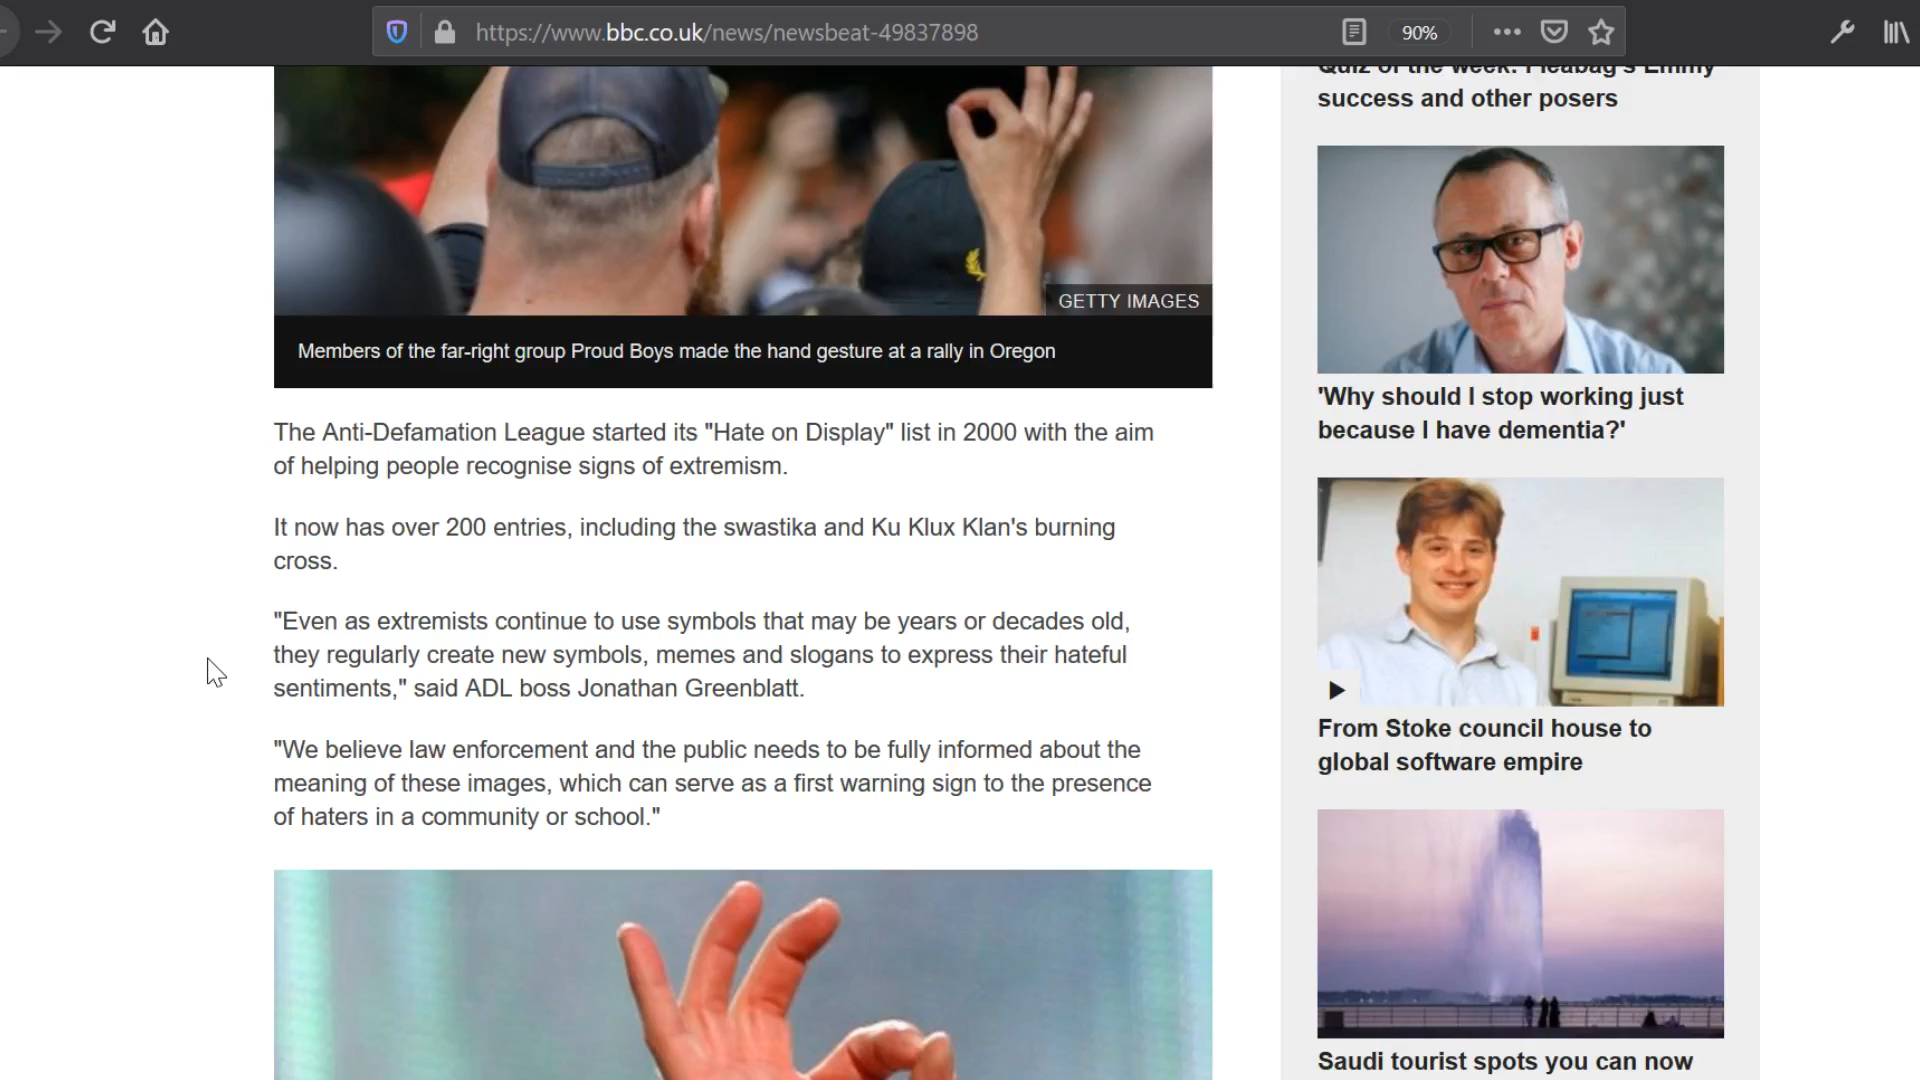 https://www.bbc.co.uk/news/newsbeat-49837898
90%
GETTY IMAGES
Members of the far-right group Proud Boys made the hand gesture at a rally in Oregon
The Anti-Defamation League started its "Hate on Display" list in 2000 with the aim
of helping people recognise signs of extremism.
It now has over 200 entries, including the swastika and Ku Klux Klan's burning
cross.
"Even as extremists continue to use symbols that may be years or decades old,
they regularly create new symbols, memes and slogans to express their hateful
sentiments," said ADL boss Jonathan Greenblatt.
"We believe law enforcement and the public needs to be fully informed about the
meaning of these images, which can serve as a first warning sign to the presence
of haters in a community or school."
Quiz of the week: Fleabag's Emmy
success and other posers
'Why should I stop working just
because I have dementia?'
From Stoke council house to
global software empire
Saudi tourist spots you can now